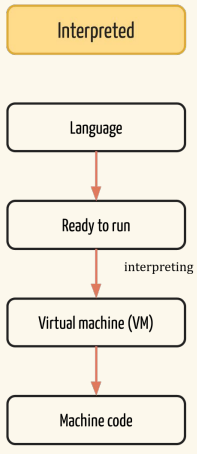 Interpreted
Language
Ready to run
interpreting
Virtual machine (VM)
Machine code